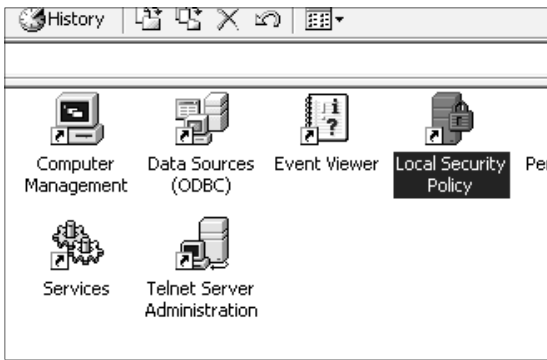 History
Computer Management
Data Sources (ODBC)
Event Viewer
Local Security Policy
Services
Telnet Server Administration